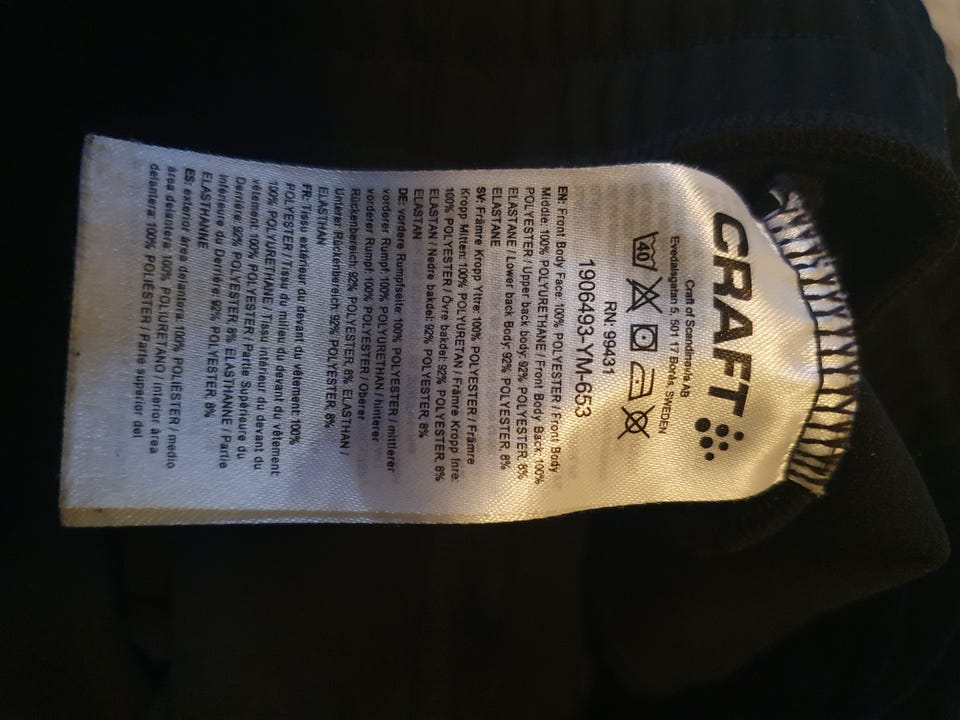 CRAFT
Craft of Scandinavia AB
Evedalsgatan 5, 501 17 Borås, SWEDEN
40
RN: 99431
1906493-YM-653
EN: Front Body Face: 100% POLYESTER / Front Body
Middle: 100% POLYURETHANE / Front Body Back: 100%
POLYESTER / Upper back body: 92% POLYESTER, 8%
ELASTANE / Lower back Body: 92% POLYESTER, 8%
ELASTANE
SV: Främre Kropp Yttre: 100% POLYESTER / Främre
Kropp Mitten: 100% POLYURETAN / Främre Kropp Inre:
100% POLYESTER / Övre bakdel: 92% POLYESTER, 8%
ELASTAN / Nedre bakdel: 92% POLYESTER, 8%
ELASTAN
DE: vordere Rumpfseite: 100% POLYESTER / mittlerer
vorderer Rumpf: 100% POLYURETHAN / hinterer
vorderer Rumpf: 100% POLYESTER / Oberer
Rückenbereich: 92% POLYESTER, 8% ELASTHAN /
Unterer Rückenbereich: 92% POLYESTER, 8%
ELASTHAN
FR: Tissu extérieur du devant du vêtement: 100%
POLYESTER / Tissu du milieu du devant du vêtement
100% POLYURETHANE / Tissu intérieur du devant du
vêtement: 100% POLYESTER / Partie Supérieure du
Derrière: 92% POLYESTER, 8% ELASTHANNE / Partie
Inférieure du Derrière: 92% POLYESTER, 8%
ELASTHANNE
ES: exterior área delantera: 100% POLIÉSTER / medio
área delantera: 100% POLIURETANO / interior área
delantera: 100% POLIÉSTER / Parte superior del